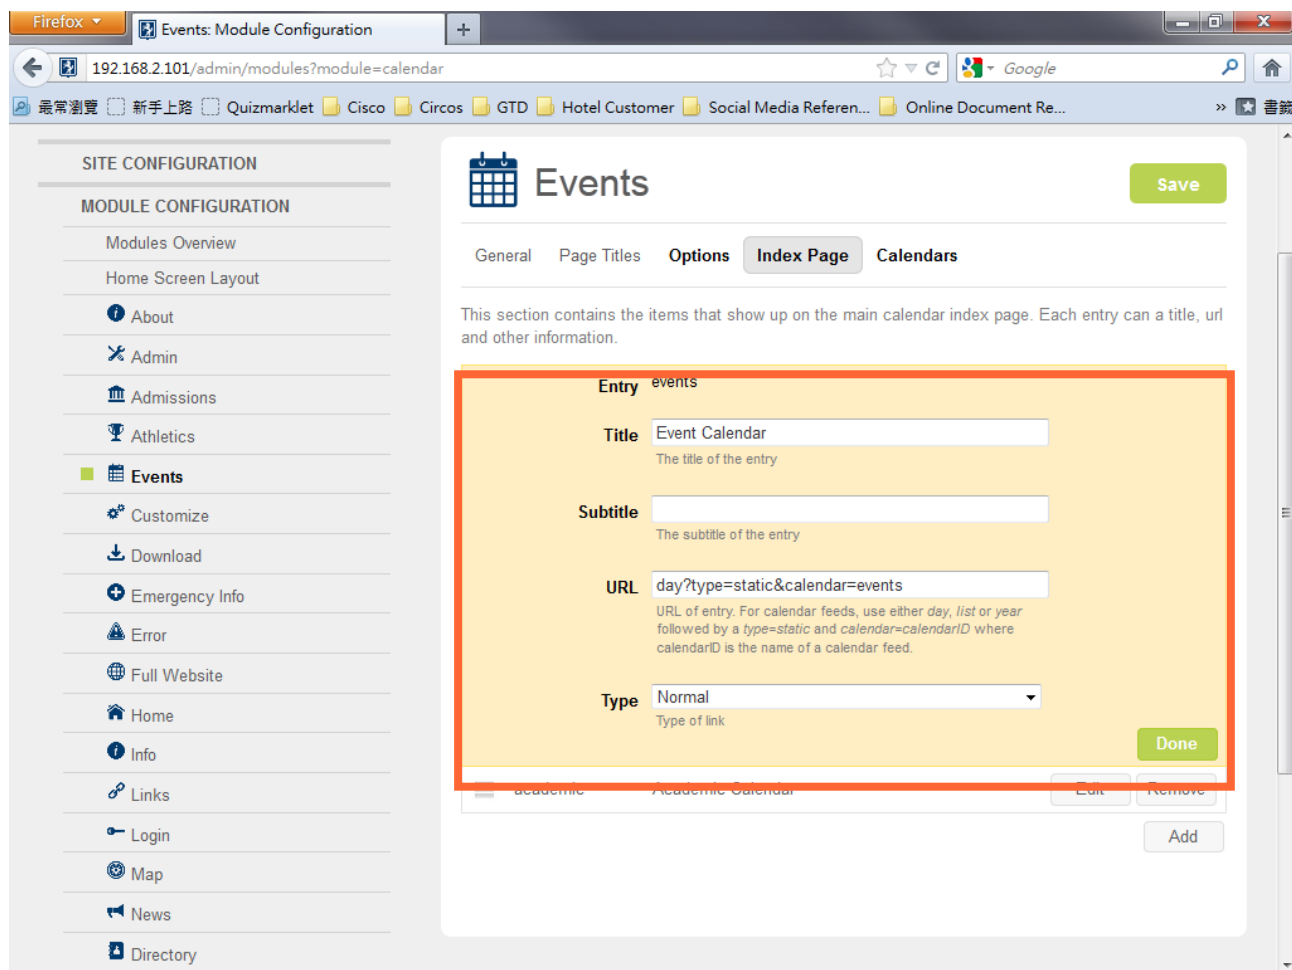 Firefox
Events: Module Configuration
192.168.2.101/admin/modules?module=calendar
Google
最常瀏覽 新手上路 Quizmarklet Cisco Circos GTD Hotel Customer Social Media Referen... Online Document Re... » 書籤
SITE CONFIGURATION
MODULE CONFIGURATION
Modules Overview
Home Screen Layout
About
Admin
Admissions
Athletics
Events
Customize
Download
Emergency Info
Error
Full Website
Home
Info
Links
Login
Map
News
Directory
Events
Save
General Page Titles Options Index Page Calendars
This section contains the items that show up on the main calendar index page. Each entry can a title, url
and other information.
Entry events
Title Event Calendar
The title of the entry
Subtitle
The subtitle of the entry
URL day?type=static&calendar=events
URL of entry. For calendar feeds, use either day, list or year
followed by a type=static and calendar=calendarID where
calendarID is the name of a calendar feed.
Type Normal
Type of link
Done
academic Academic Calendar Edit Remove
Add